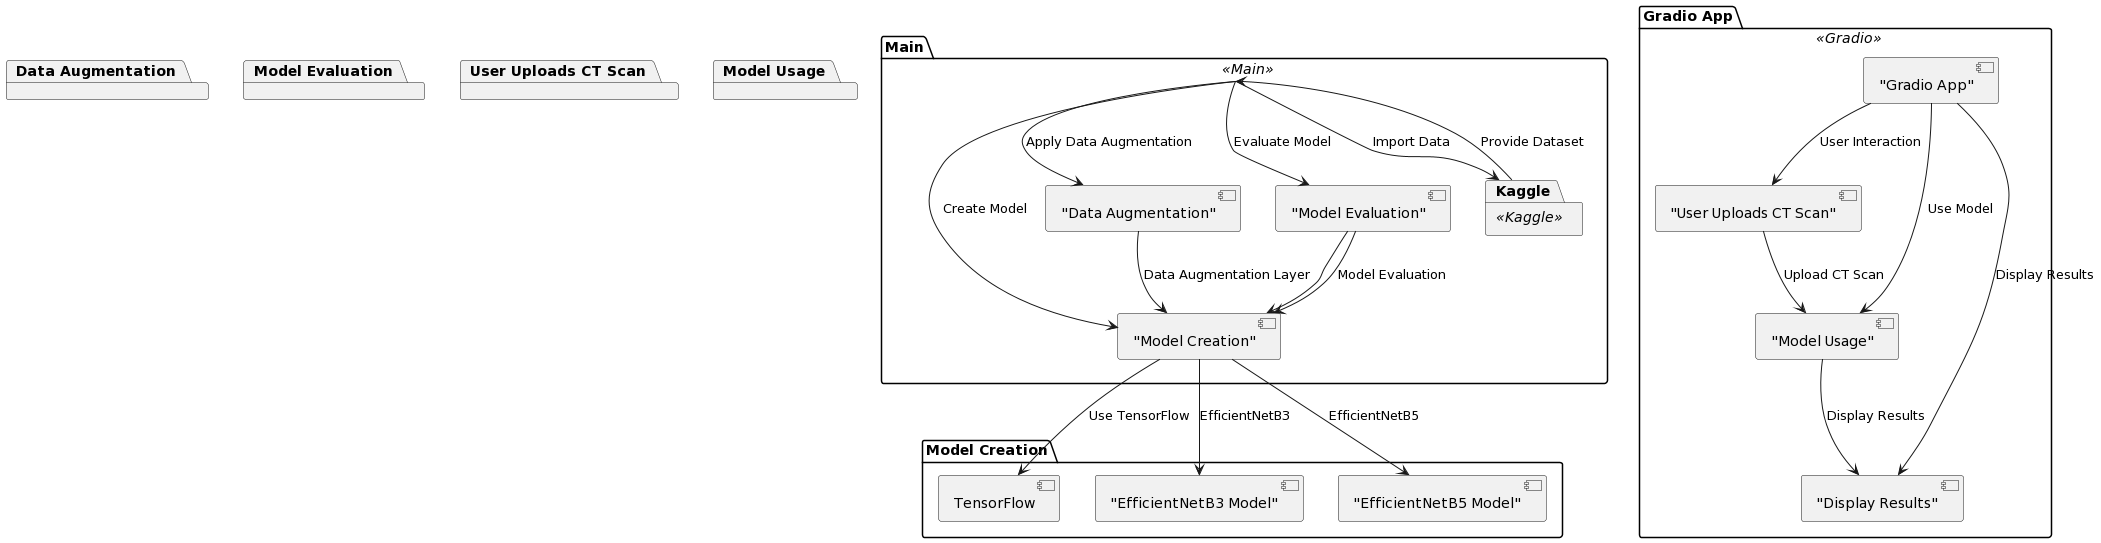 Data Augmentation
Model Evaluation
User Uploads CT Scan
Model Usage
Main
«Main»
Apply Data Augmentation
Evaluate Model
Import Data
Provide Dataset
Create Model
"Data Augmentation"
"Model Evaluation"
Kaggle
«Kaggle»
Data Augmentation Layer
Model Evaluation
"Model Creation"
Use TensorFlow
EfficientNetB3
EfficientNetB5
Model Creation
TensorFlow
"EfficientNetB3 Model"
"EfficientNetB5 Model"
Gradio App
«Gradio»
"Gradio App"
User Interaction
"User Uploads CT Scan"
Use Model
Upload CT Scan
Display Results
"Model Usage"
Display Results
"Display Results"